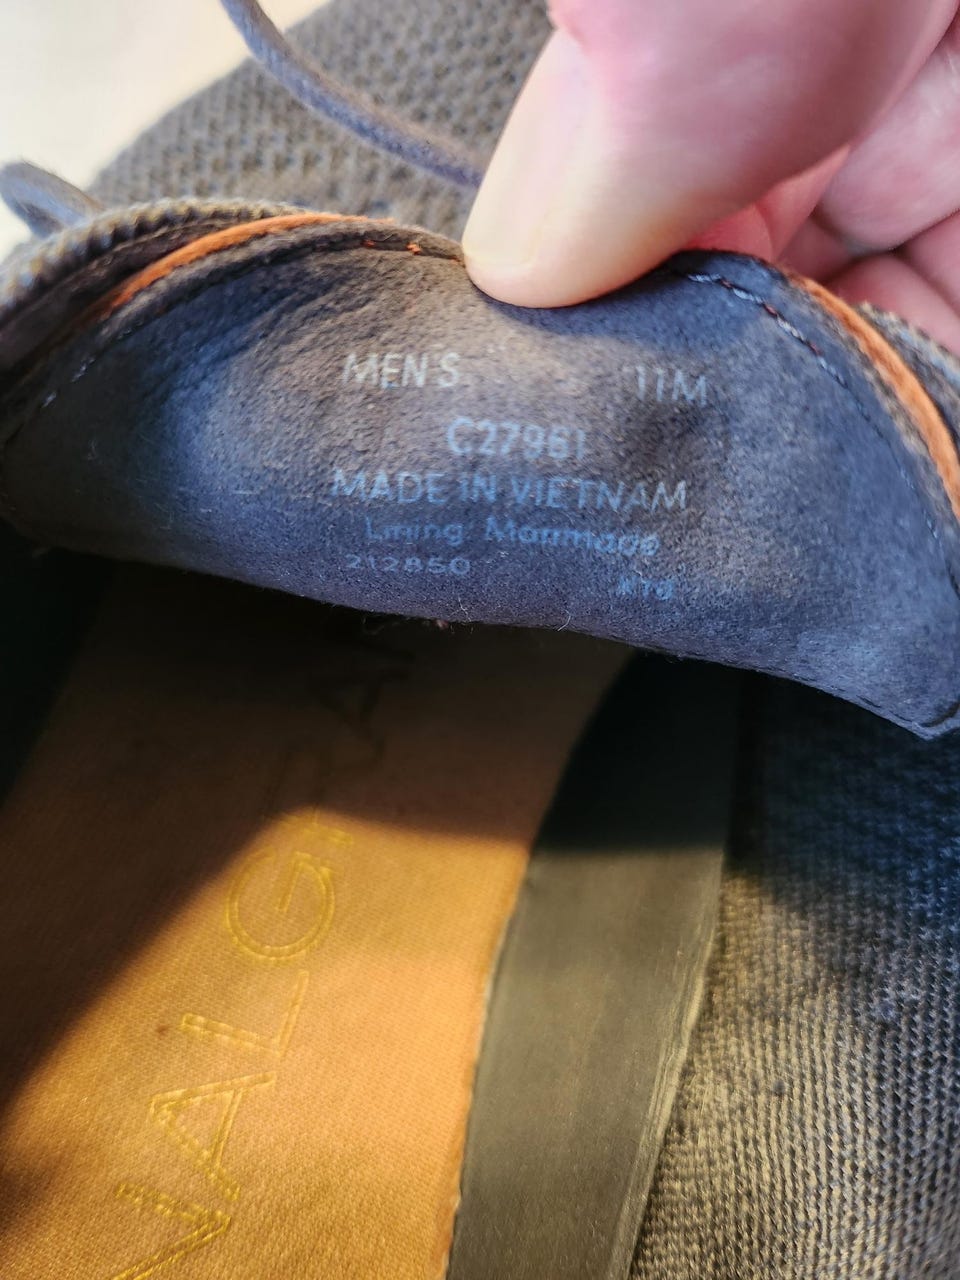 MEN'S 11M
C27961
MADE IN VIETNAM
Lining Manmade
212850